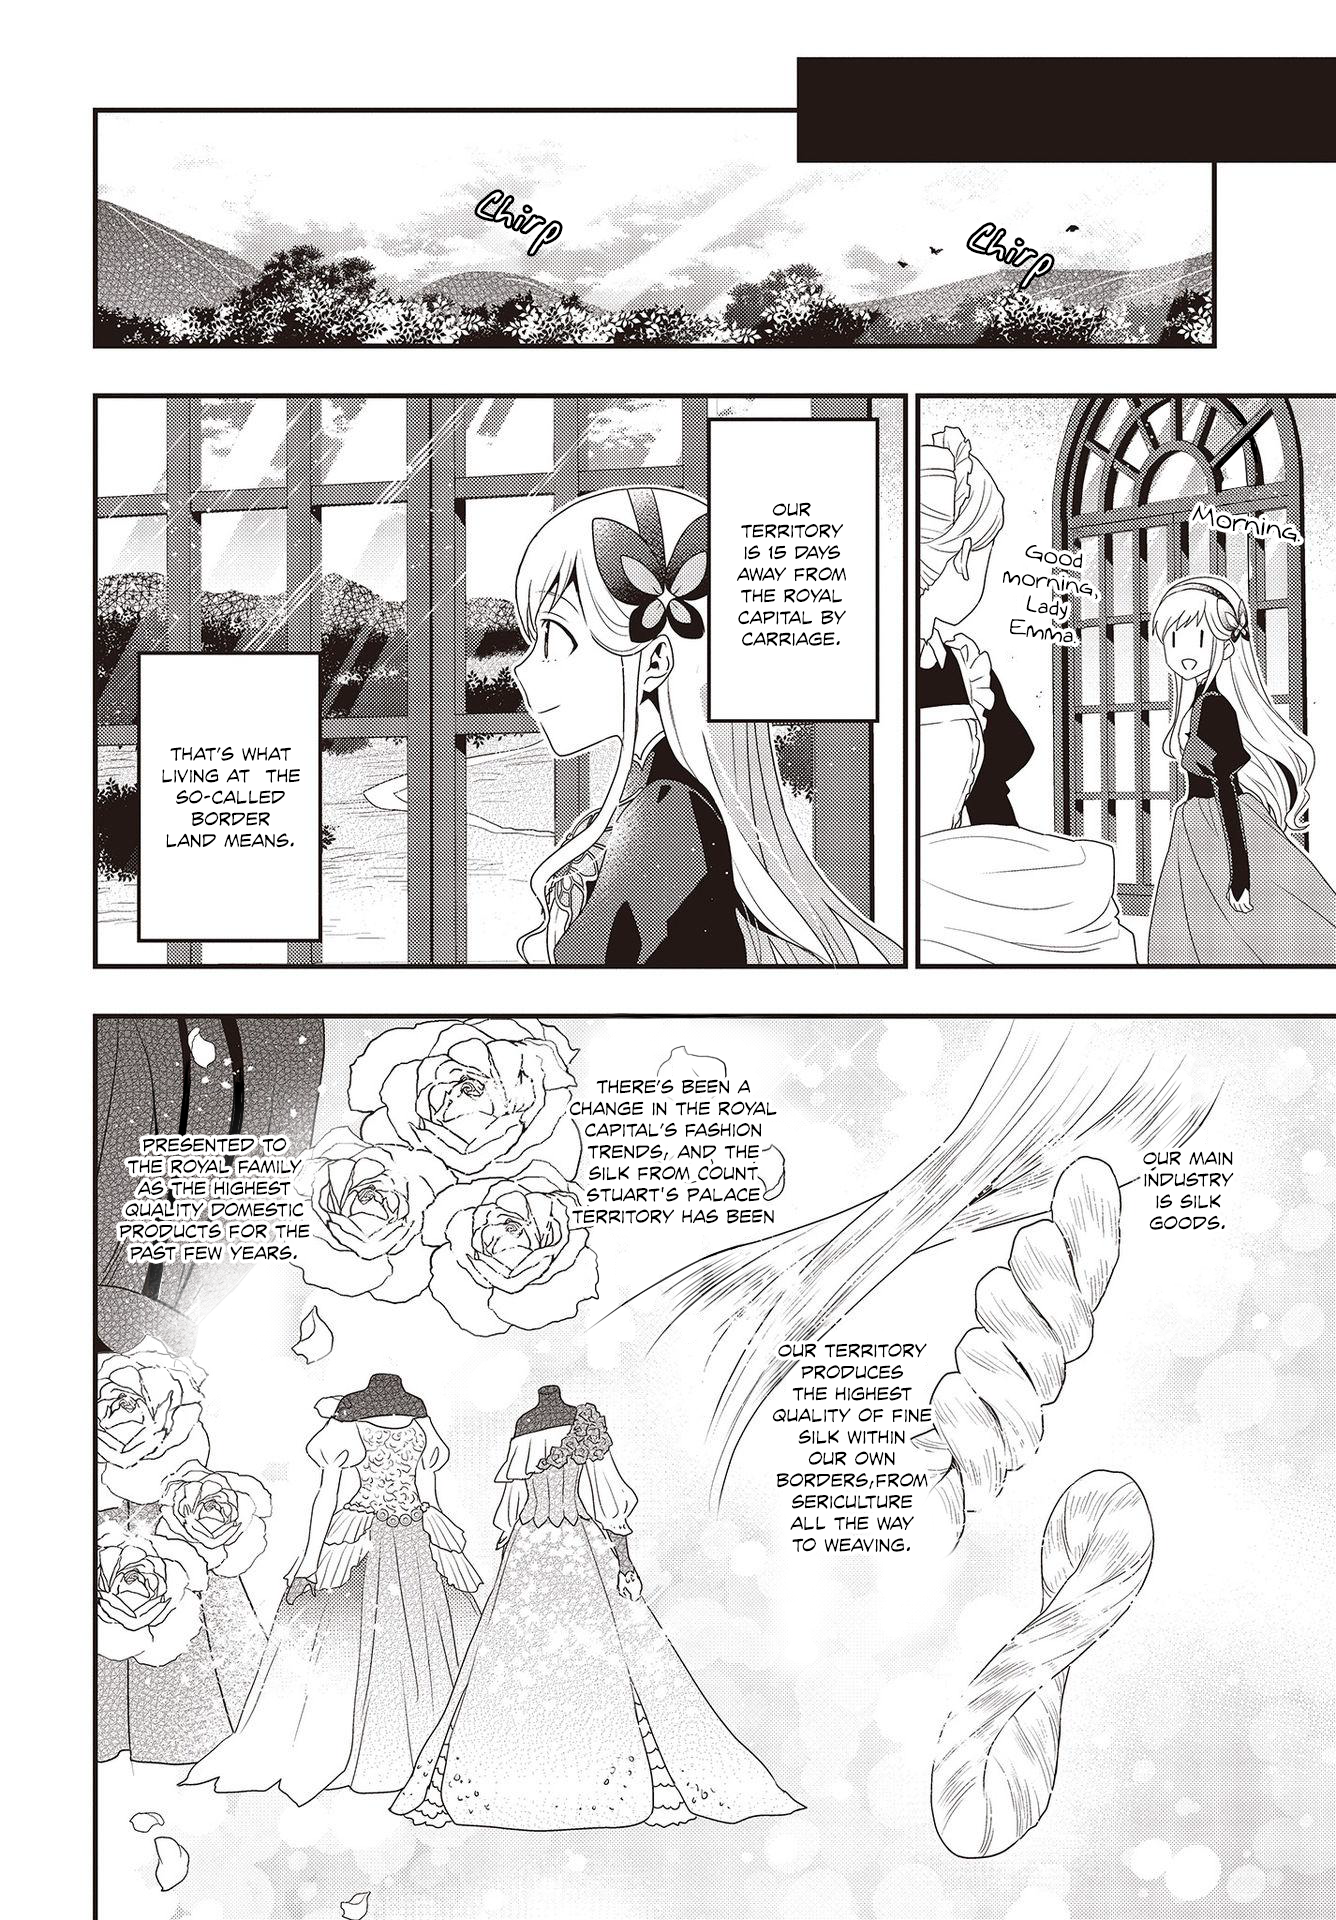 Chirp
Chirp
Morning.
Good
morning,
Lady
Emma.
OUR
TERRITORY
IS 15 DAYS
AWAY FROM
THE ROYAL
CAPITAL BY
CARRIAGE.
THAT'S WHAT
LIVING AT THE
SO-CALLED
BORDER
LAND MEANS.
OUR MAIN
INDUSTRY
IS SILK
GOODS.
OUR TERRITORY
PRODUCES
THE HIGHEST
QUALITY OF FINE
SILK WITHIN
OUR OWN
BORDERS,FROM
SERICULTURE
ALL THE WAY
TO WEAVING.
THERE'S BEEN A
CHANGE IN THE ROYAL
CAPITAL'S FASHION
TRENDS, AND THE
SILK FROM COUNT
STUART'S PALACE
TERRITORY HAS BEEN
PRESENTED TO
THE ROYAL FAMILY
AS THE HIGHEST
QUALITY DOMESTIC
PRODUCTS FOR THE
PAST FEW YEARS.